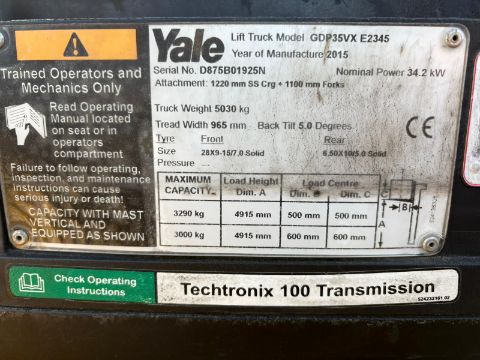 Yale
Lift Truck Model GDP35VX E2345
Year of Manufacture 2015
Serial No. D875B01925N
Nominal Power 34.2 kW
Attachment: 1220 mm SS Crg + 1100 mm Forks
Truck Weight 5030 kg
Tread Width 965 mm Back Tilt 5.0 Degrees
Tyre Front Rear
Size 28X9-15/7,0 Solid 6,50X10/5,0 Solid
Pressure --- ---
CE
MAXIMUM CAPACITY Load Height Dim. A Load Centre Dim. B Dim. C
3290 kg 4915 mm 500 mm 500 mm
3000 kg 4915 mm 600 mm 600 mm
C
B
A
Trained Operators and
Mechanics Only
Read Operating
Manual located
on seat or in
operators
compartment
Failure to follow operating,
inspection, and maintenance
instructions can cause
serious injury or death!
CAPACITY WITH MAST
VERTICAL AND
EQUIPPED AS SHOWN
Check Operating
Instructions
Techtronix 100 Transmission